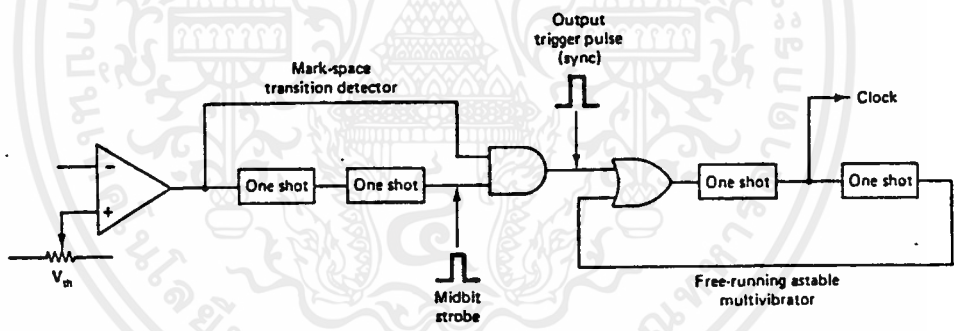 Output
trigger pulse
(sync)
Mark-space
transition detector
Clock
One shot
One shot
One shot
One shot
−
+
Vth
Midbit
strobe
Free-running astable
multivibrator